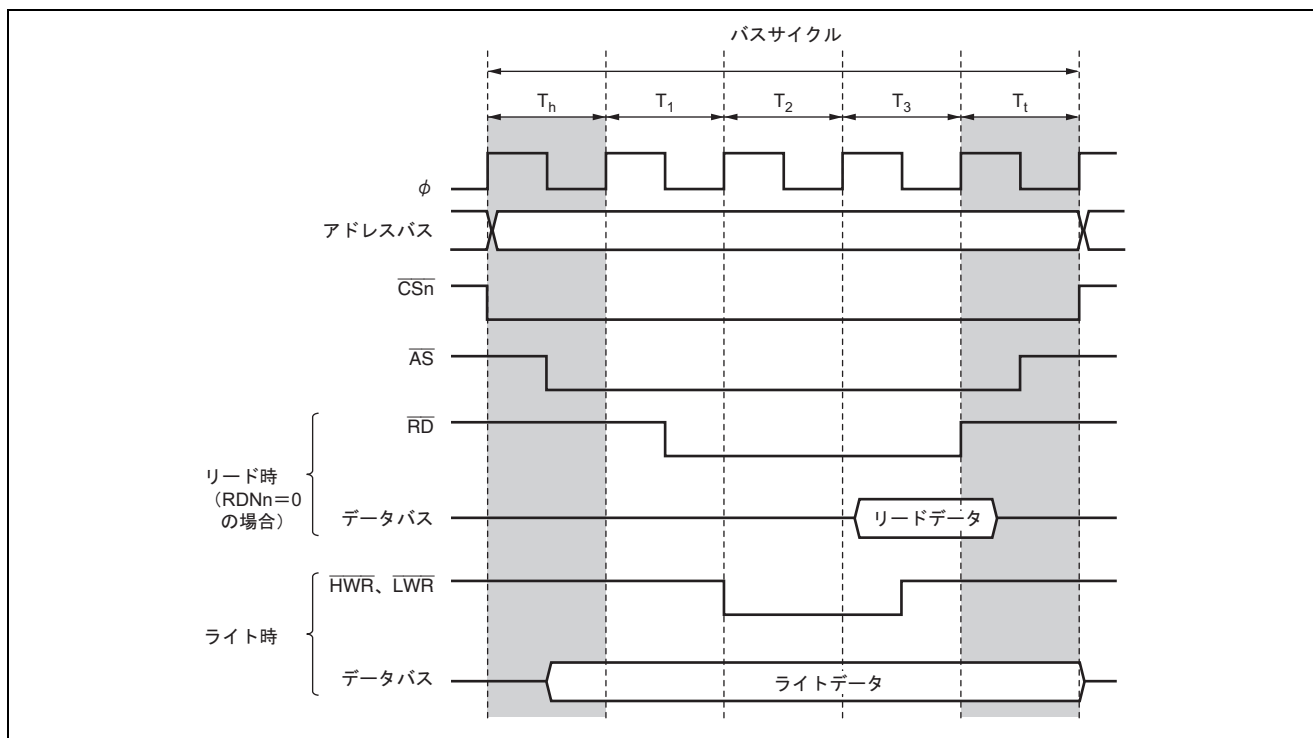 バスサイクル
Th T1 T2 T3 Tt
φ
アドレスバス
CSn
AS
RD
リード時
（RDNn＝0
の場合）
データバス
リードデータ
HWR、LWR
ライト時
データバス
ライトデータ